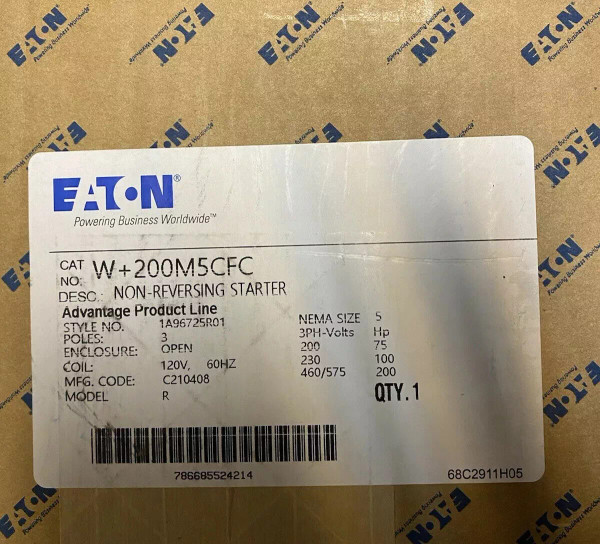 EATON
Powering Business Worldwide™
CAT NO: W+200M5CFC
DESC.: NON-REVERSING STARTER
Advantage Product Line
STYLE NO. 1A96725R01
POLES: 3
ENCLOSURE: OPEN
COIL: 120V, 60HZ
MFG. CODE: C210408
MODEL R
NEMA SIZE 5
3PH-Volts Hp
200 75
230 100
460/575 200
QTY.1
786685524214
68C2911H05